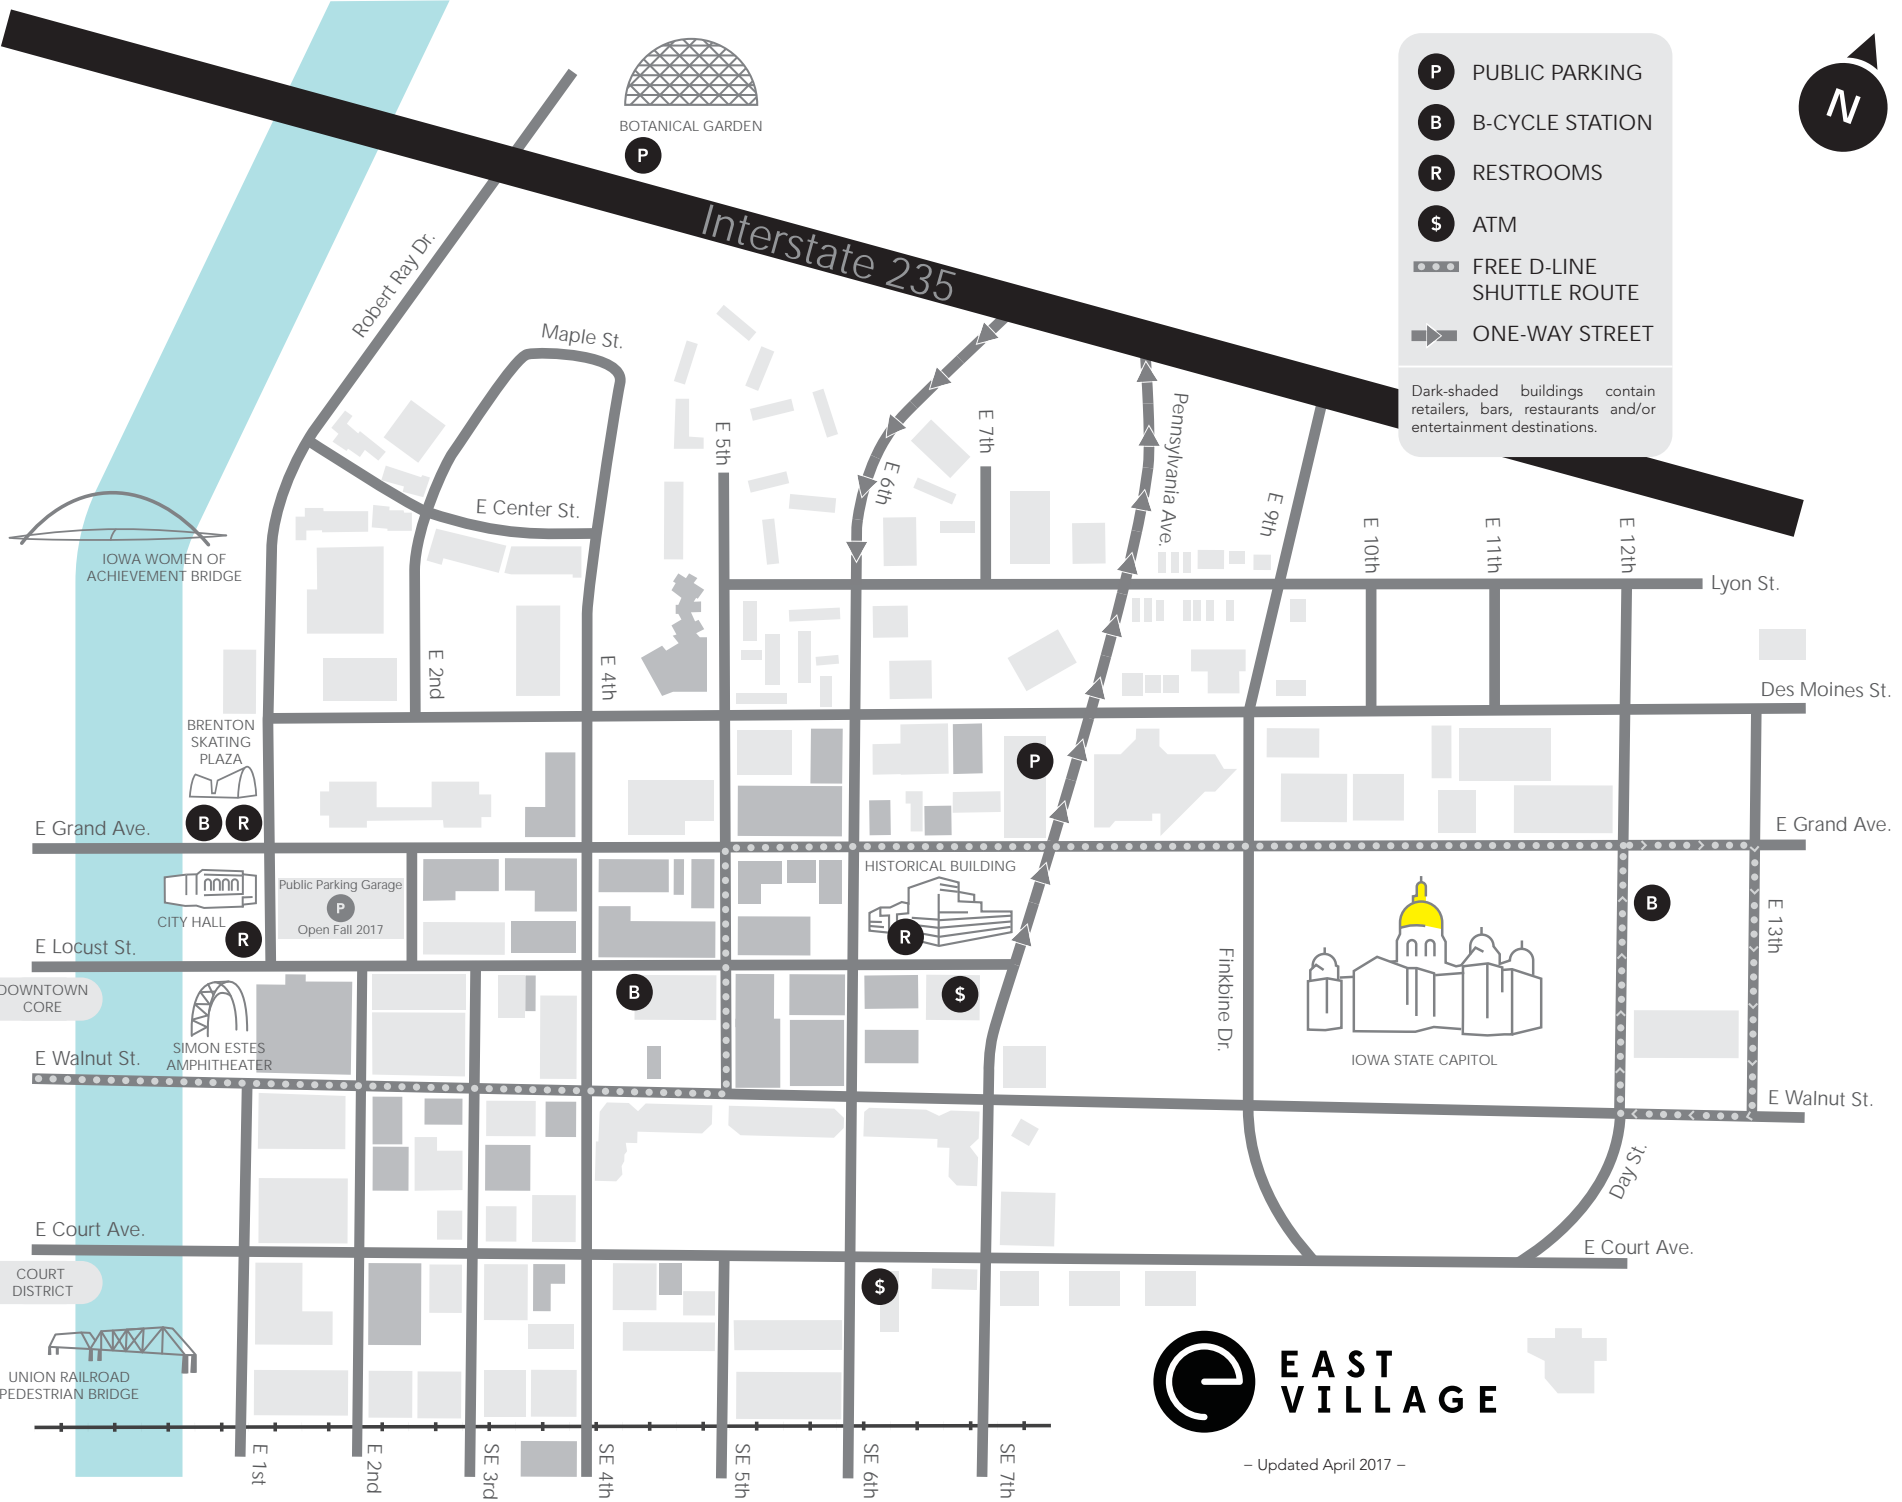 BOTANICAL GARDEN
P
Interstate 235
P PUBLIC PARKING
B B-CYCLE STATION
R RESTROOMS
$ ATM
FREE D-LINE
SHUTTLE ROUTE
ONE-WAY STREET
Dark-shaded buildings contain
retailers, bars, restaurants and/or
entertainment destinations.
N
Robert Ray Dr.
Maple St.
E Center St.
E 5th
E 6th
E 7th
Pennsylvania Ave.
E 9th
E 10th
E 11th
E 12th
Lyon St.
IOWA WOMEN OF
ACHIEVEMENT BRIDGE
E 2nd
E 4th
Des Moines St.
BRENTON
SKATING
PLAZA
B
R
P
E Grand Ave.
E Grand Ave.
CITY HALL
R
Public Parking Garage
P
Open Fall 2017
HISTORICAL BUILDING
R
B
E 13th
E Locust St.
DOWNTOWN
CORE
Finkbine Dr.
IOWA STATE CAPITOL
B
$
SIMON ESTES
AMPHITHEATER
E Walnut St.
E Walnut St.
Day St.
E Court Ave.
E Court Ave.
COURT
DISTRICT
$
UNION RAILROAD
PEDESTRIAN BRIDGE
e EAST
VILLAGE
E 1st
E 2nd
SE 3rd
SE 4th
SE 5th
SE 6th
SE 7th
– Updated April 2017 –